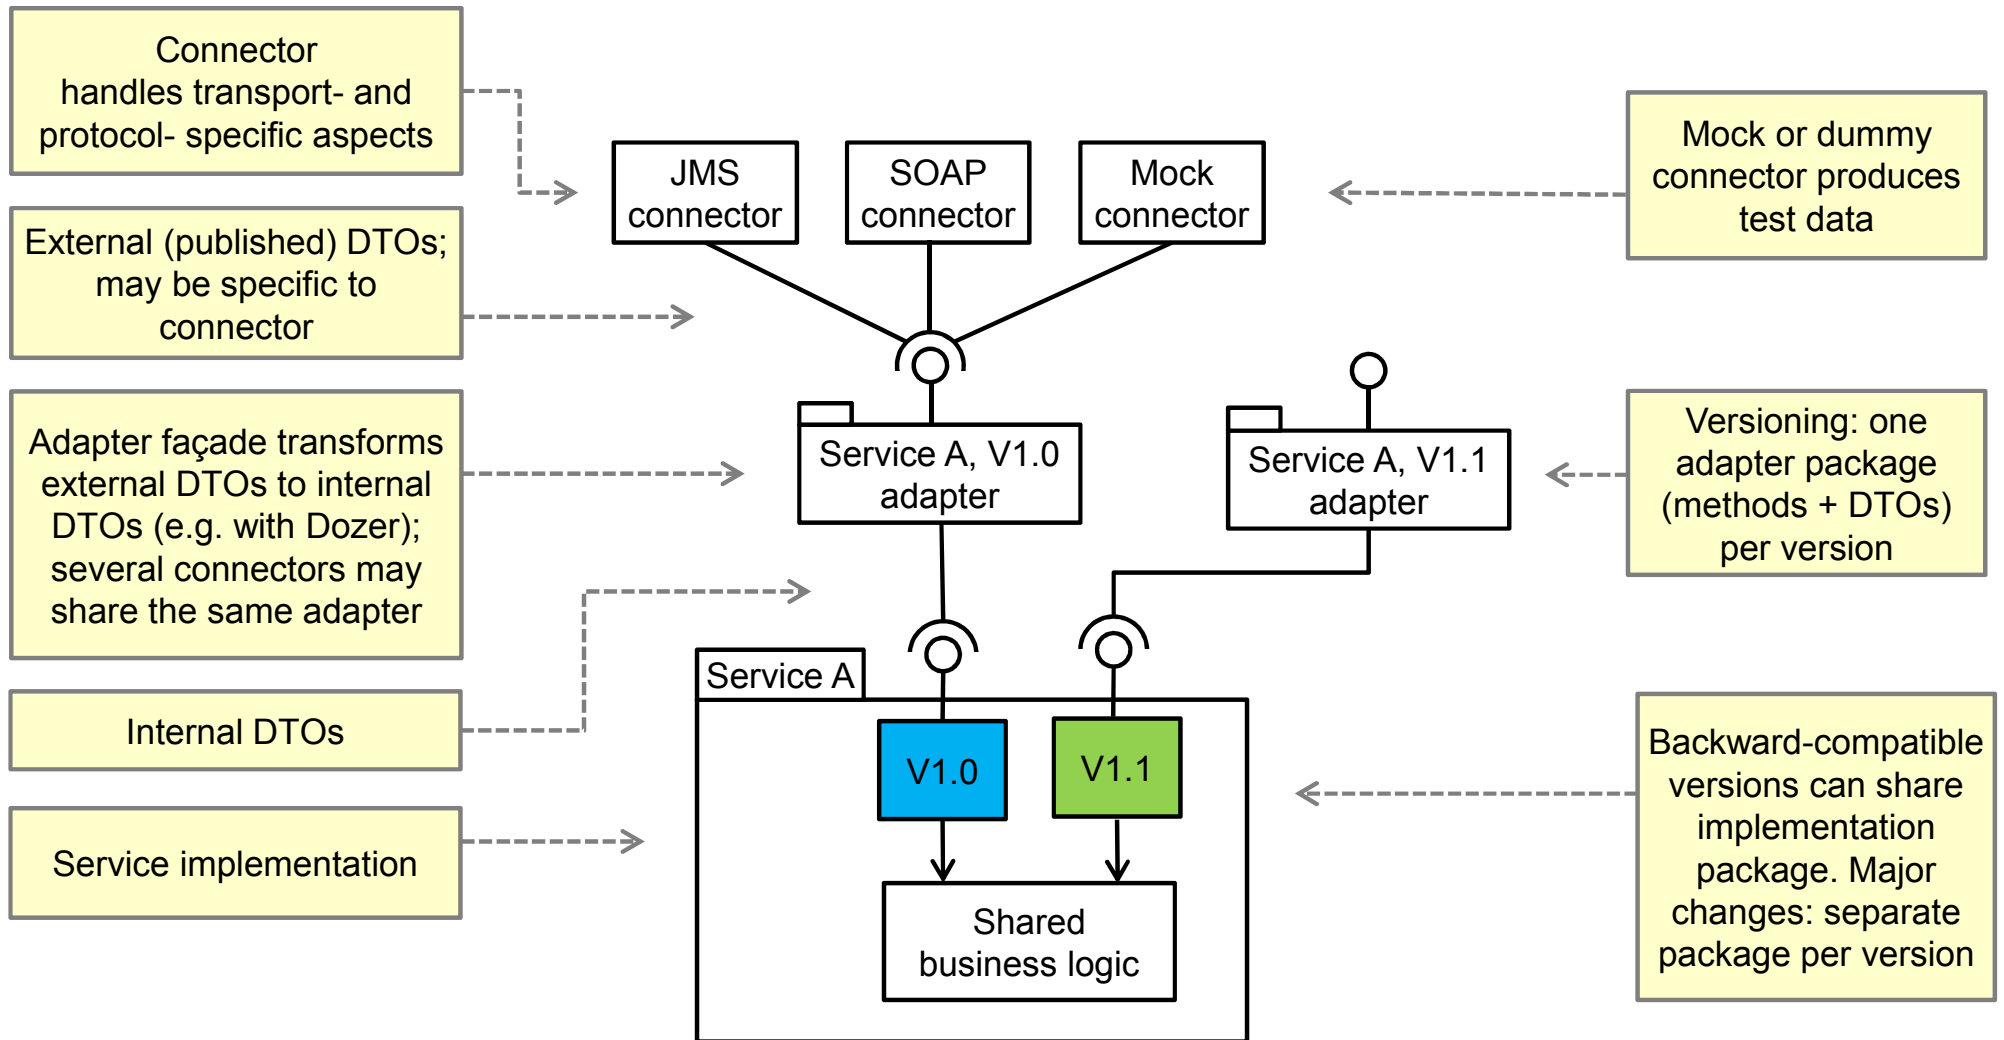 Connector
handles transport- and
protocol- specific aspects
External (published) DTOs;
may be specific to
connector
Adapter façade transforms
external DTOs to internal
DTOs (e.g. with Dozer);
several connectors may
share the same adapter
Internal DTOs
Service implementation
JMS
connector
SOAP
connector
Mock
connector
Service A, V1.0
adapter
Service A, V1.1
adapter
Service A
V1.0
V1.1
Shared
business logic
Mock or dummy
connector produces
test data
Versioning: one
adapter package
(methods + DTOs)
per version
Backward-compatible
versions can share
implementation
package. Major
changes: separate
package per version